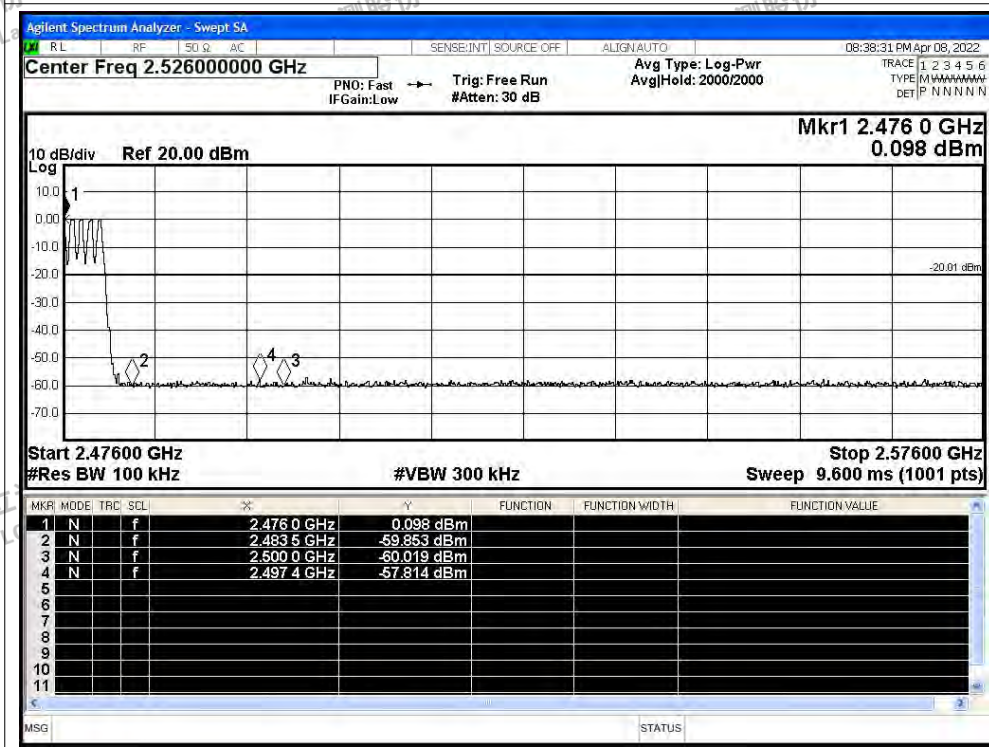 Agilent Spectrum Analyzer - Swept SA
RL RF 50 Ω AC SENSE:INT SOURCE OFF ALIGN AUTO 08:38:31 PM Apr 08, 2022
Center Freq 2.526000000 GHz
PNO: Fast
IFGain:Low
Trig: Free Run
#Atten: 30 dB
Avg Type: Log-Pwr
Avg|Hold: 2000/2000
TRACE 1 2 3 4 5 6
TYPE M
DET P N N N N N
Mkr1 2.476 0 GHz
0.098 dBm
10 dB/div Ref 20.00 dBm
Log
10.0
0.00
-10.0
-20.0
-30.0
-40.0
-50.0
-60.0
-70.0
1
2
4
3
-20.01 dBm
Start 2.47600 GHz Stop 2.57600 GHz
#Res BW 100 kHz #VBW 300 kHz Sweep 9.600 ms (1001 pts)
MKR MODE TRC SCL X Y FUNCTION FUNCTION WIDTH FUNCTION VALUE
1 N f 2.476 0 GHz 0.098 dBm
2 N f 2.483 5 GHz -59.853 dBm
3 N f 2.500 0 GHz -60.019 dBm
4 N f 2.497 4 GHz -57.814 dBm
5
6
7
8
9
10
11
MSG STATUS